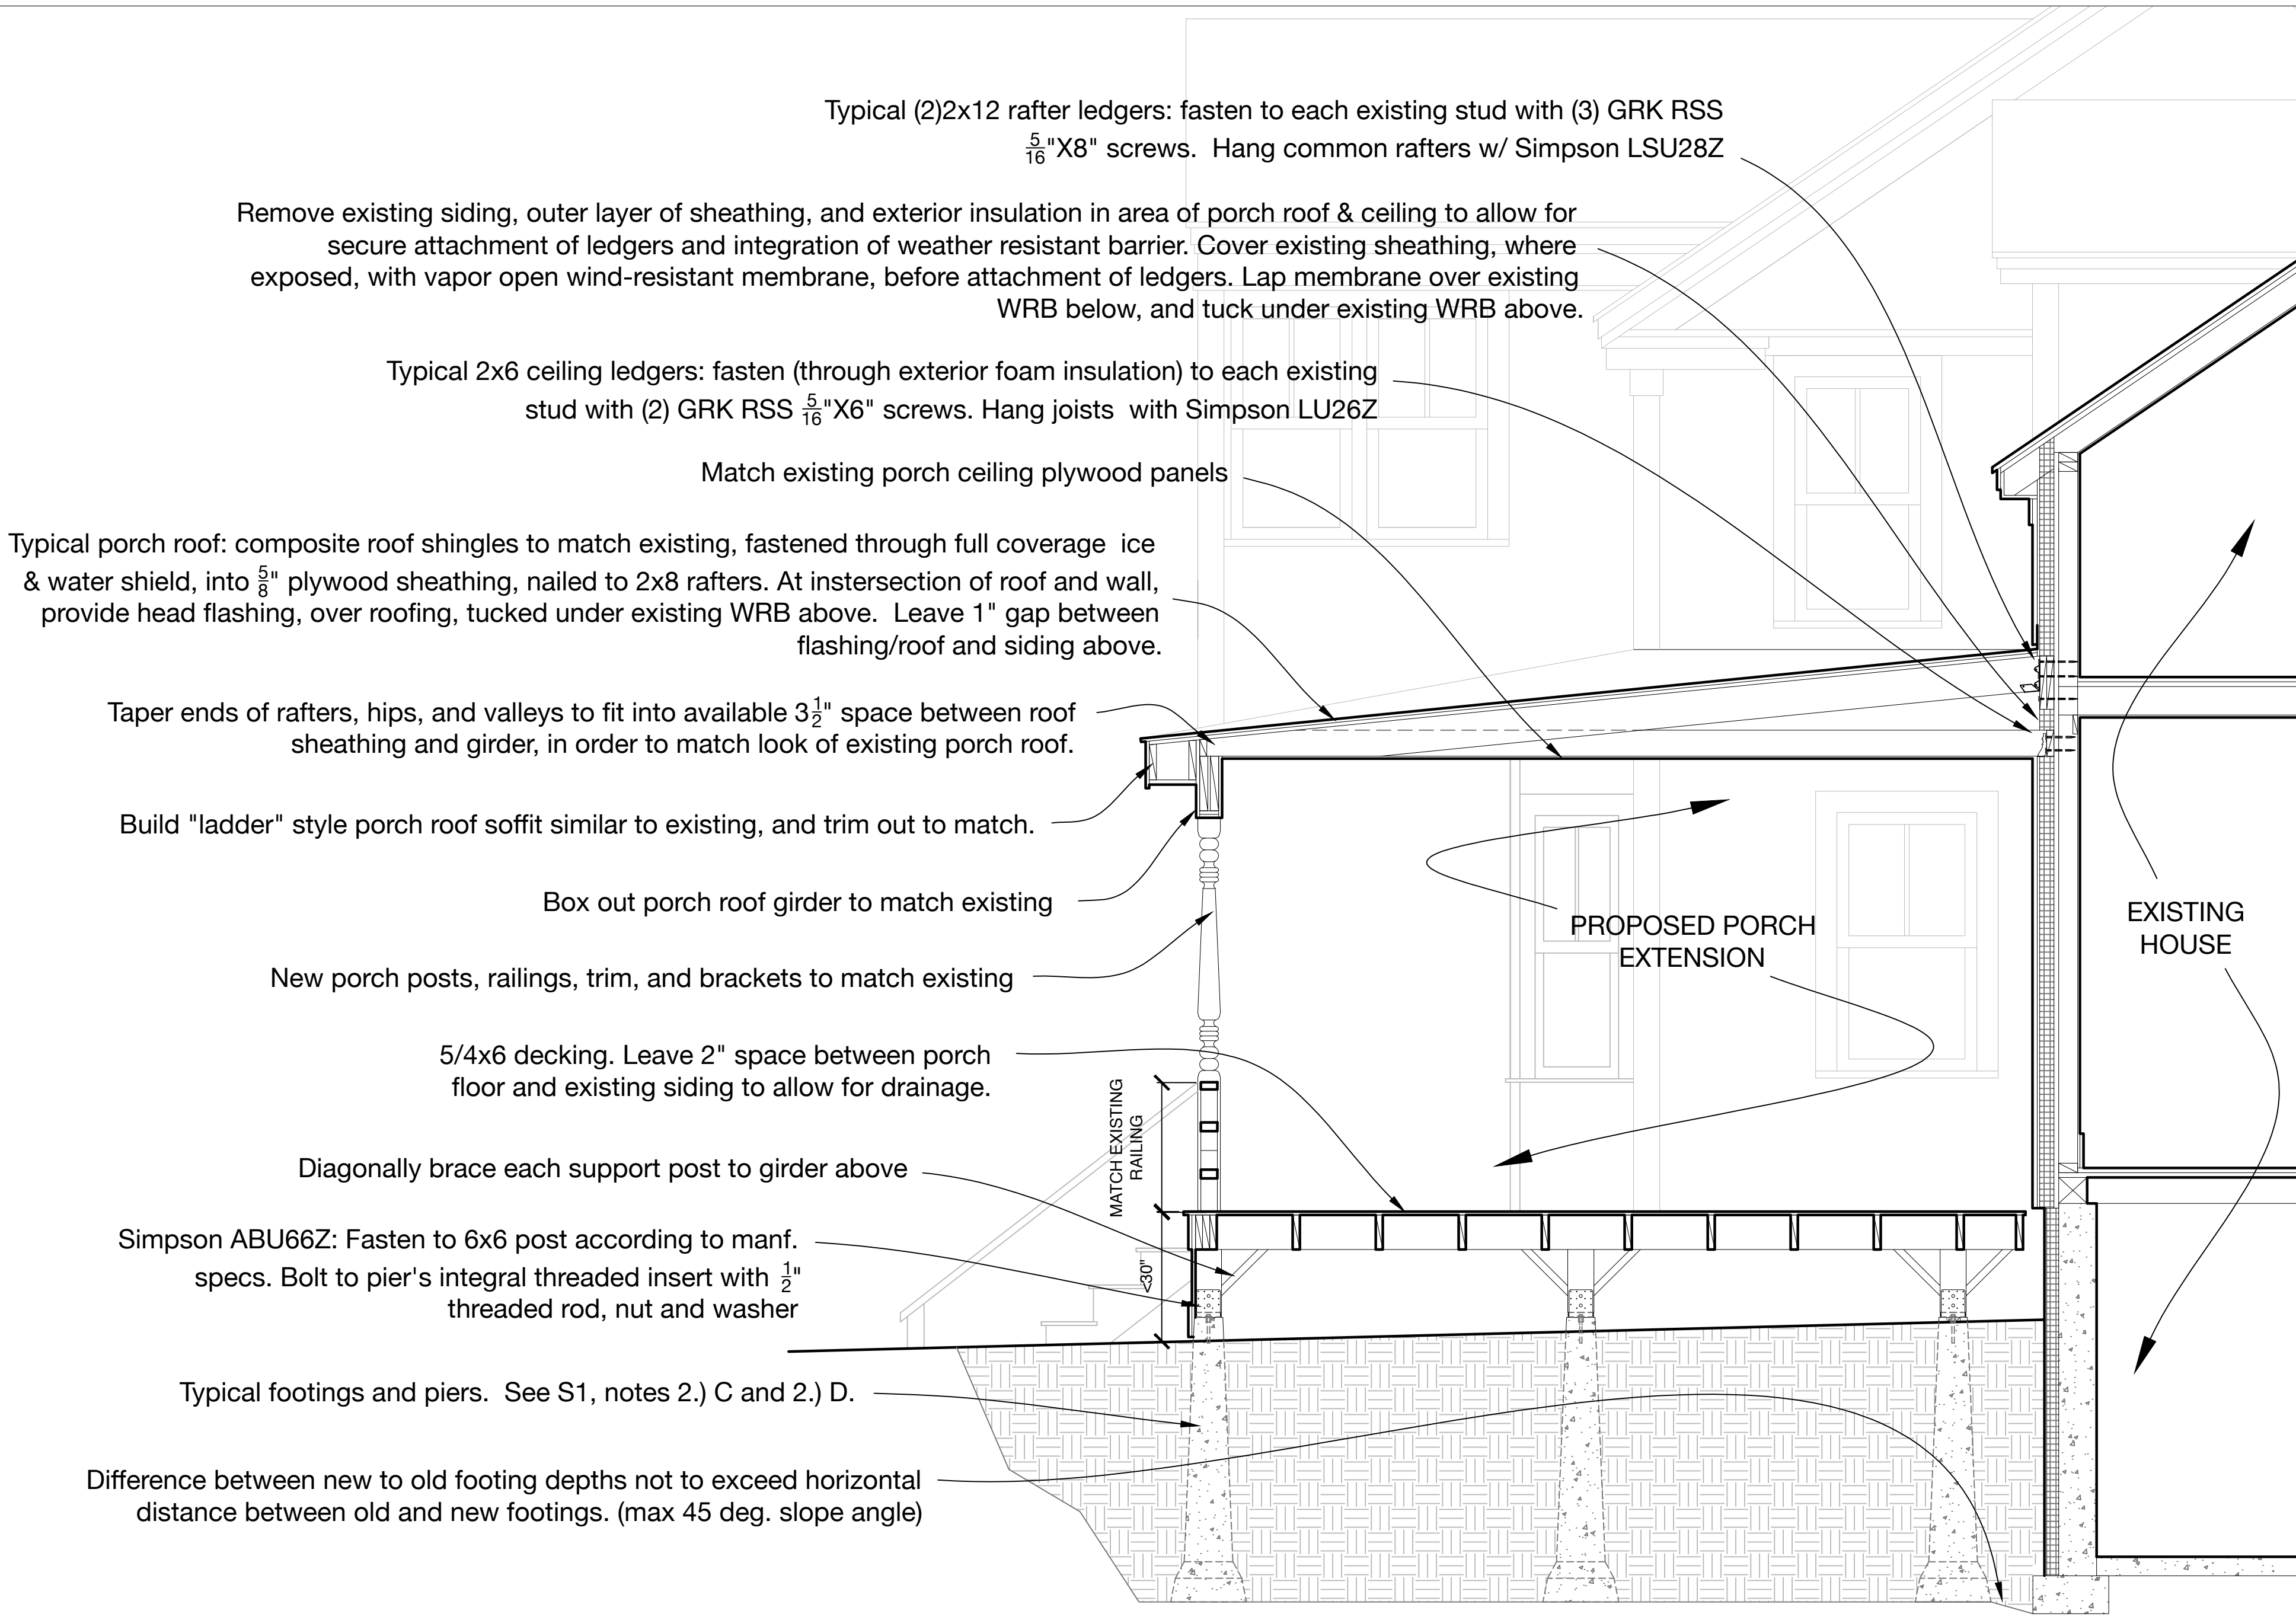 Typical (2)2x12 rafter ledgers: fasten to each existing stud with (3) GRK RSS
5/16"X8" screws. Hang common rafters w/ Simpson LSU28Z
Remove existing siding, outer layer of sheathing, and exterior insulation in area of porch roof & ceiling to allow for
secure attachment of ledgers and integration of weather resistant barrier. Cover existing sheathing, where
exposed, with vapor open wind-resistant membrane, before attachment of ledgers. Lap membrane over existing
WRB below, and tuck under existing WRB above.
Typical 2x6 ceiling ledgers: fasten (through exterior foam insulation) to each existing
stud with (2) GRK RSS 5/16"X6" screws. Hang joists with Simpson LU26Z
Match existing porch ceiling plywood panels
Typical porch roof: composite roof shingles to match existing, fastened through full coverage ice
& water shield, into 5/8" plywood sheathing, nailed to 2x8 rafters. At instersection of roof and wall,
provide head flashing, over roofing, tucked under existing WRB above. Leave 1" gap between
flashing/roof and siding above.
Taper ends of rafters, hips, and valleys to fit into available 3 1/2" space between roof
sheathing and girder, in order to match look of existing porch roof.
Build "ladder" style porch roof soffit similar to existing, and trim out to match.
Box out porch roof girder to match existing
PROPOSED PORCH
EXTENSION
EXISTING
HOUSE
New porch posts, railings, trim, and brackets to match existing
5/4x6 decking. Leave 2" space between porch
floor and existing siding to allow for drainage.
MATCH EXISTING
RAILING
Diagonally brace each support post to girder above
<30"
Simpson ABU66Z: Fasten to 6x6 post according to manf.
specs. Bolt to pier's integral threaded insert with 1/2"
threaded rod, nut and washer
Typical footings and piers. See S1, notes 2.) C and 2.) D.
Difference between new to old footing depths not to exceed horizontal
distance between old and new footings. (max 45 deg. slope angle)